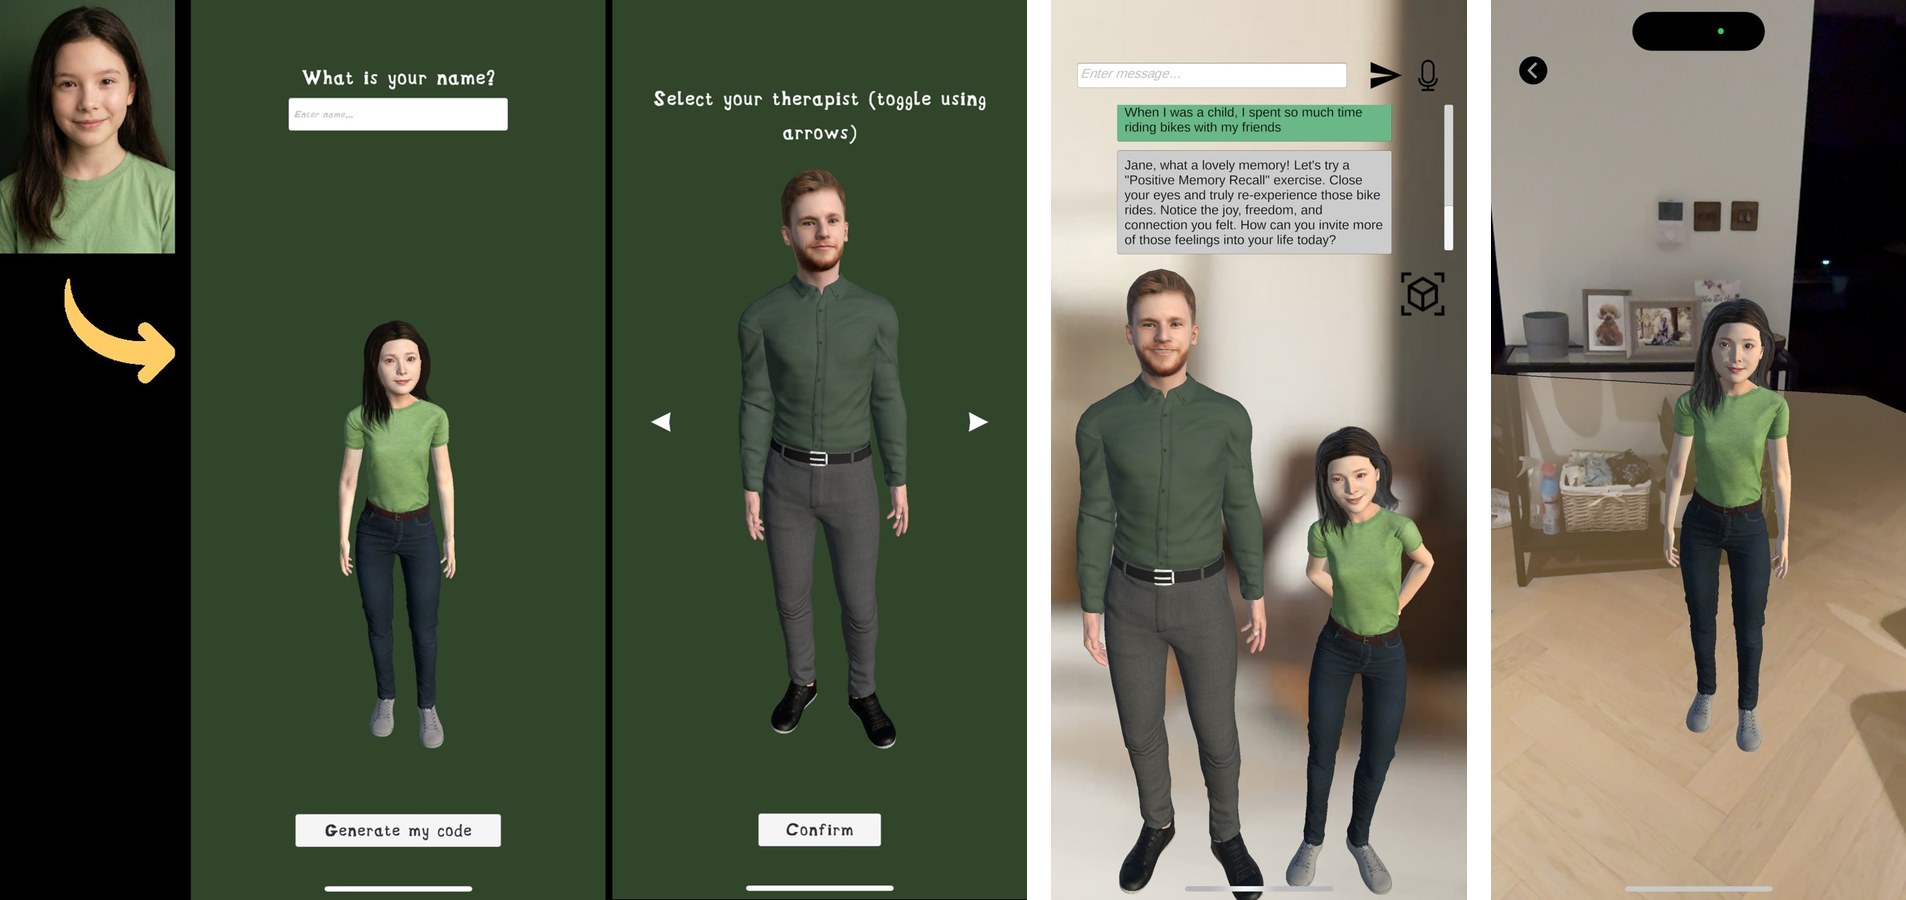 What is your name?
Enter name...
Generate my code
Select your therapist (toggle using
arrows)
Confirm
Enter message...
When I was a child, I spent so much time
riding bikes with my friends
Jane, what a lovely memory! Let's try a
"Positive Memory Recall" exercise. Close
your eyes and truly re-experience those bike
rides. Notice the joy, freedom, and
connection you felt. How can you invite more
of those feelings into your life today?